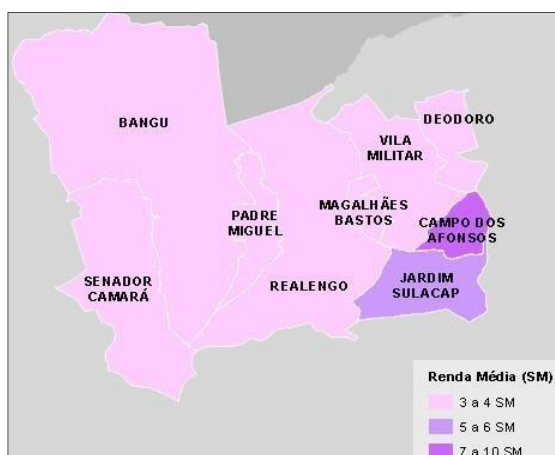 BANGU
DEODORO
VILA
MILITAR
PADRE
MIGUEL
MAGALHÃES
BASTOS
CAMPO DOS
AFONSOS
SENADOR
CAMARÁ
REALENGO
JARDIM
SULACAP
Renda Média (SM)
3 a 4 SM
5 a 6 SM
7 a 10 SM